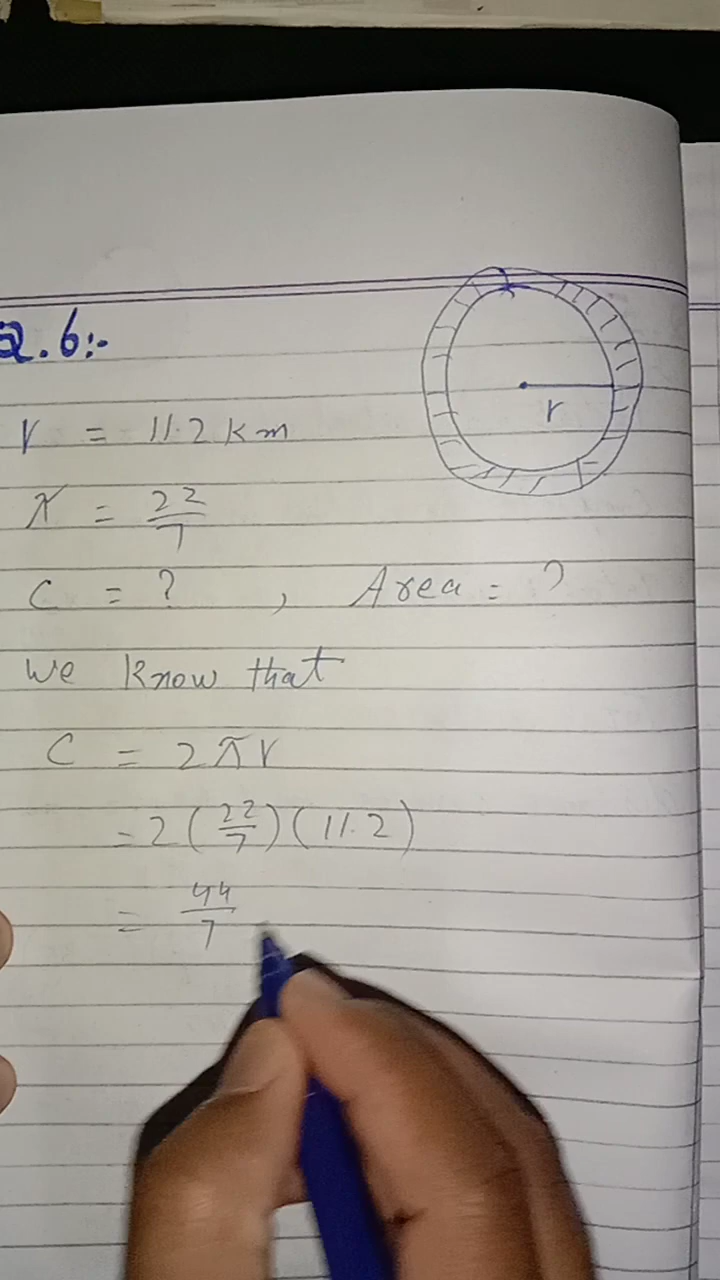 Q.6:-
r
r = 11.2 km
π = 22/7
C = ? , Area = ?
We know that
C = 2πr
= 2(22/7)(11.2)
= 44/7